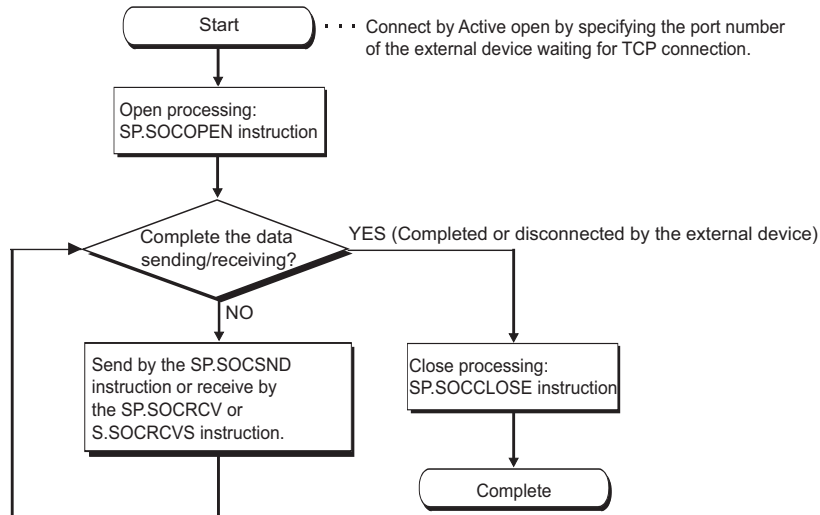 Start
· · · Connect by Active open by specifying the port number
of the external device waiting for TCP connection.
Open processing:
SP.SOCOPEN instruction
Complete the data
sending/receiving?
YES (Completed or disconnected by the external device)
NO
Send by the SP.SOCSND
instruction or receive by
the SP.SOCRCV or
S.SOCRCVS instruction.
Close processing:
SP.SOCCLOSE instruction
Complete